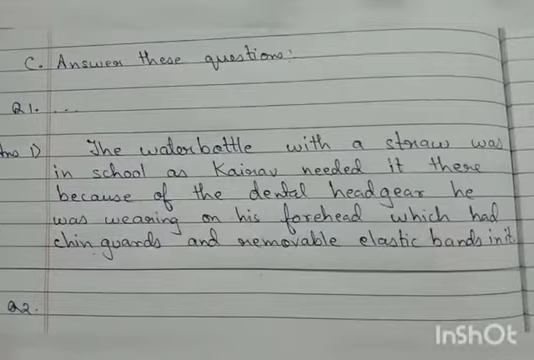 C. Answer these questions:
Q1. ...
Ans 1) The waterbottle with a straw was
in school as Kairav needed it there
because of the dental headgear he
was wearing on his forehead which had
chin guards and removable elastic bands in it.
Q2.
InShOt